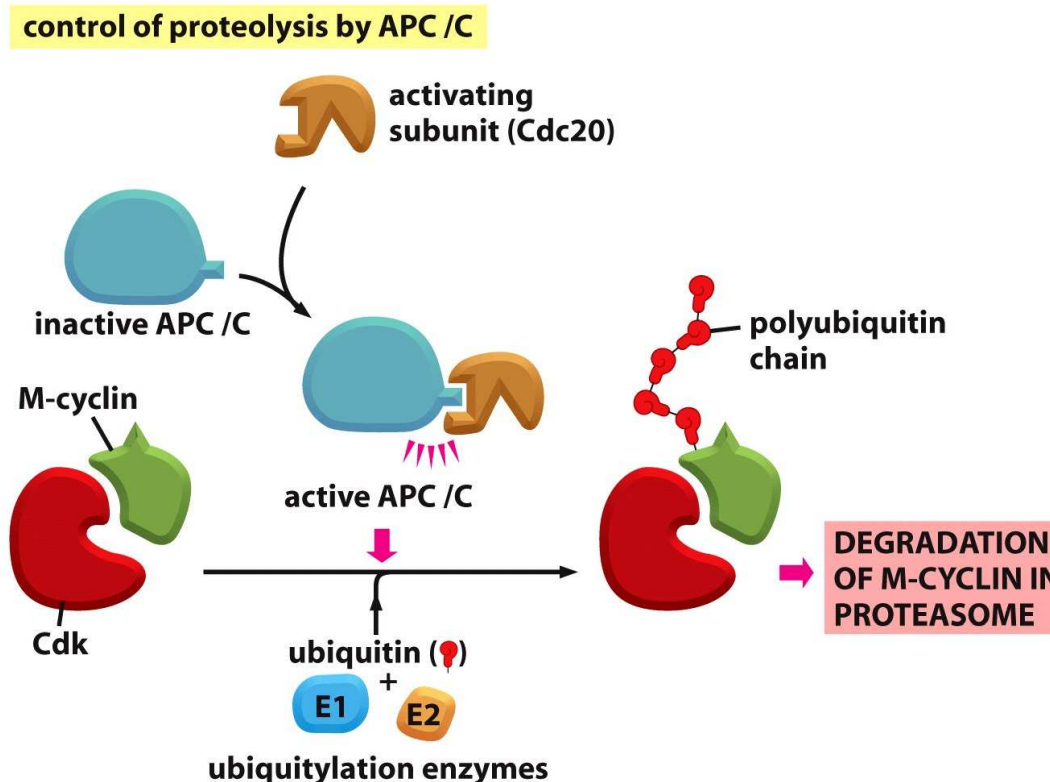 control of proteolysis by APC /C
activating
subunit (Cdc20)
inactive APC /C
polyubiquitin
chain
M-cyclin
active APC /C
DEGRADATION
OF M-CYCLIN IN
PROTEASOME
Cdk
ubiquitin ( )
+
E1
E2
ubiquitylation enzymes